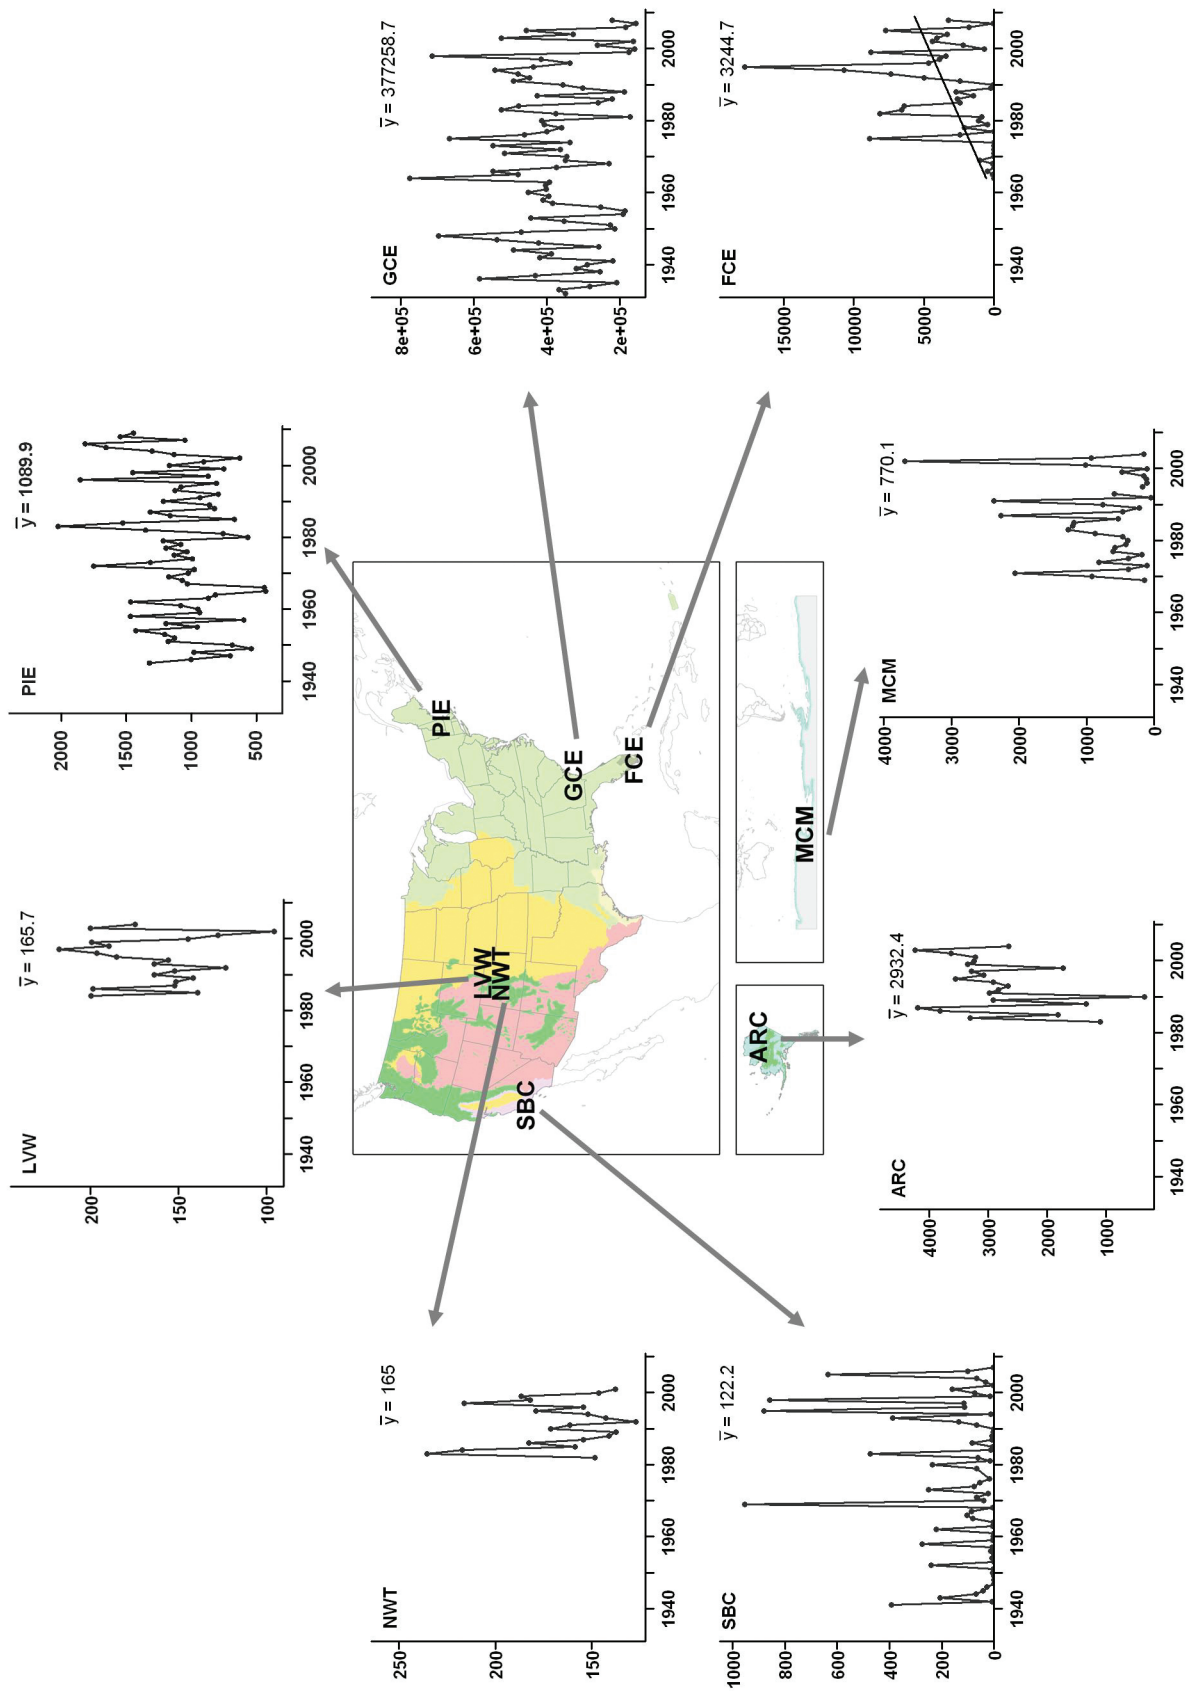 LVW
y̅ = 165.7
200
150
100
1940
1960
1980
2000
PIE
y̅ = 1089.9
2000
1500
1000
500
1940
1960
1980
2000
NWT
y̅ = 165
250
200
150
1940
1960
1980
2000
GCE
y̅ = 377258.7
8e+05
6e+05
4e+05
2e+05
1940
1960
1980
2000
LVW
NWT
SBC
PIE
GCE
FCE
ARC
MCM
SBC
y̅ = 122.2
1000
800
600
400
200
0
1940
1960
1980
2000
FCE
y̅ = 3244.7
15000
10000
5000
0
1940
1960
1980
2000
ARC
y̅ = 2932.4
4000
3000
2000
1000
1940
1960
1980
2000
MCM
y̅ = 770.1
4000
3000
2000
1000
0
1940
1960
1980
2000